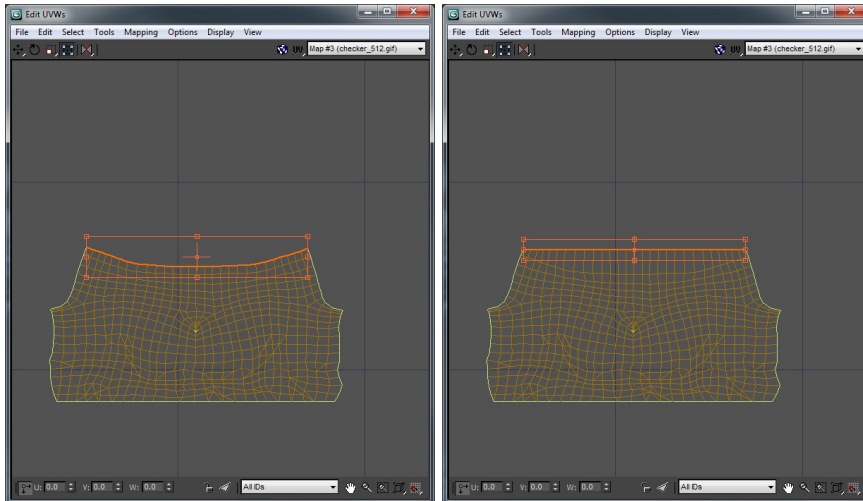 Edit UVWs
File Edit Select Tools Mapping Options Display View
UV Map #3 (checker_512.gif)
U: 0.0 V: 0.0 W: 0.0 All IDs
Edit UVWs
File Edit Select Tools Mapping Options Display View
UV Map #3 (checker_512.gif)
U: 0.0 V: 0.0 W: 0.0 All IDs